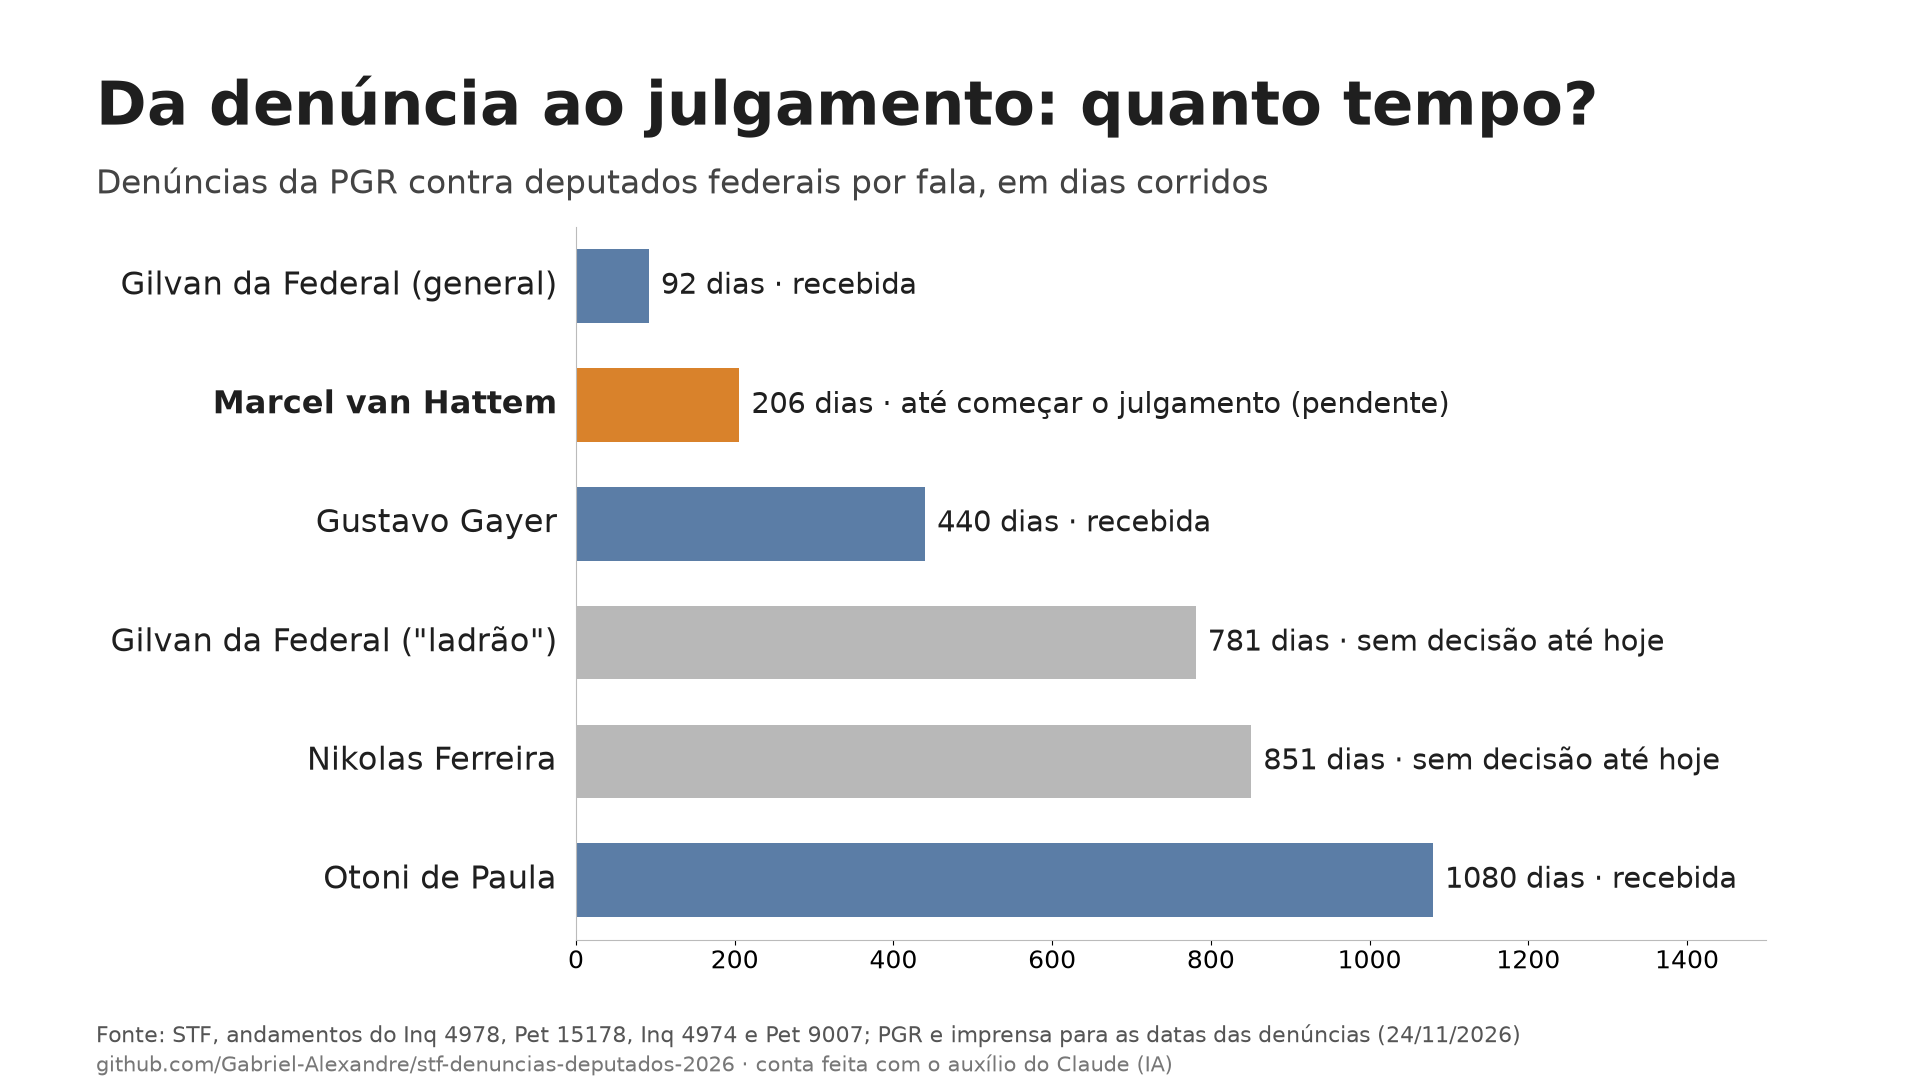 Da denúncia ao julgamento: quanto tempo?
Denúncias da PGR contra deputados federais por fala, em dias corridos
Gilvan da Federal (general) 92 dias · recebida
Marcel van Hattem 206 dias · até começar o julgamento (pendente)
Gustavo Gayer 440 dias · recebida
Gilvan da Federal ("ladrão") 781 dias · sem decisão até hoje
Nikolas Ferreira 851 dias · sem decisão até hoje
Otoni de Paula 1080 dias · recebida
0 200 400 600 800 1000 1200 1400
Fonte: STF, andamentos do Inq 4978, Pet 15178, Inq 4974 e Pet 9007; PGR e imprensa para as datas das denúncias (24/11/2026)
github.com/Gabriel-Alexandre/stf-denuncias-deputados-2026 · conta feita com o auxílio do Claude (IA)